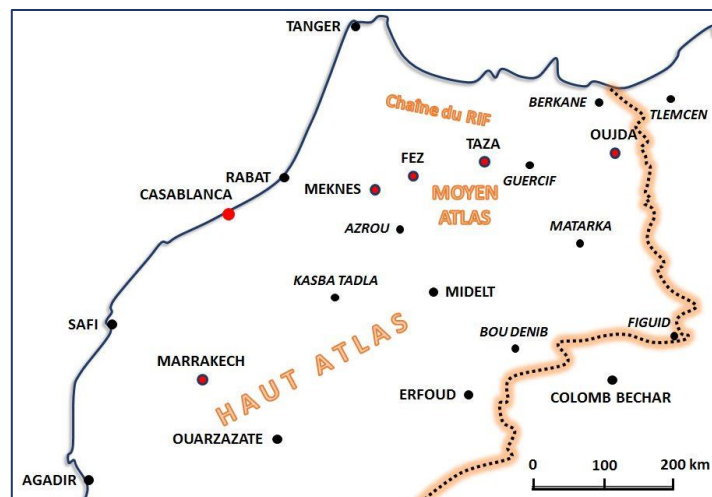 TANGER
Chaîne du RIF
BERKANE
TLEMCEN
OUJDA
TAZA
FEZ
GUERCIF
RABAT
MEKNES
CASABLANCA
MOYEN
ATLAS
AZROU
MATARKA
KASBA TADLA
MIDELT
SAFI
FIGUID
HAUT ATLAS
BOU DENIB
MARRAKECH
ERFOUD
COLOMB BECHAR
OUARZAZATE
AGADIR
0 100 200 km